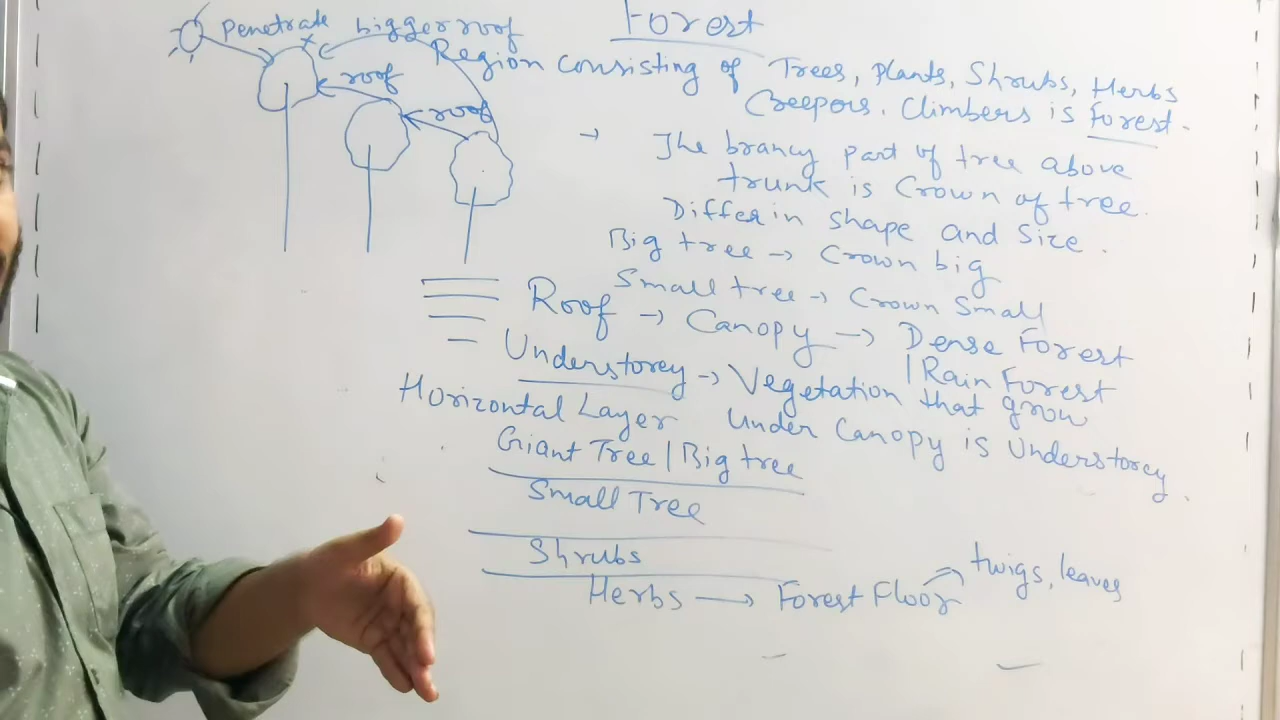 Forest
Penetrate bigger roof
Region consisting of Trees, Plants, Shrubs, Herbs
roof
Creepers. Climbers is Forest.
roof
→ The brancy part of tree above
trunk is Crown of tree.
Differ in shape and Size.
Big tree → Crown big
Small tree → Crown Small
Roof → Canopy → Dense Forest
| Rain Forest
Understorey → Vegetation that grow
Under Canopy is Understorey.
Horizontal Layer
Giant Tree | Big tree
Small Tree
Shrubs
Herbs → Forest Floor → twigs, leaves